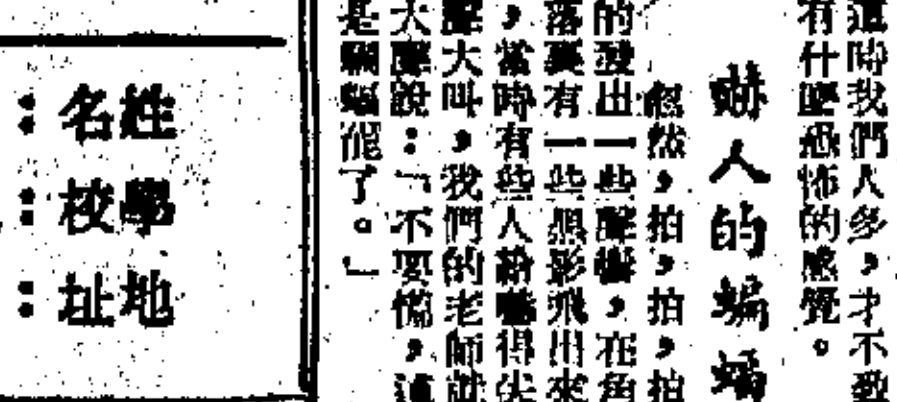 這時我們人多，才不致
有什麼恐怖的感覺。
嚇人的蝙蝠
忽然，拍，拍，拍
的發出一些聲響，在角
落裏有一些黑影飛出來
，當時有些人給嚇得尖
聲大叫，我們的老師就
大聲說：「不要慌，這
是蝙蝠罷了。」
姓名：
學校：
地址：